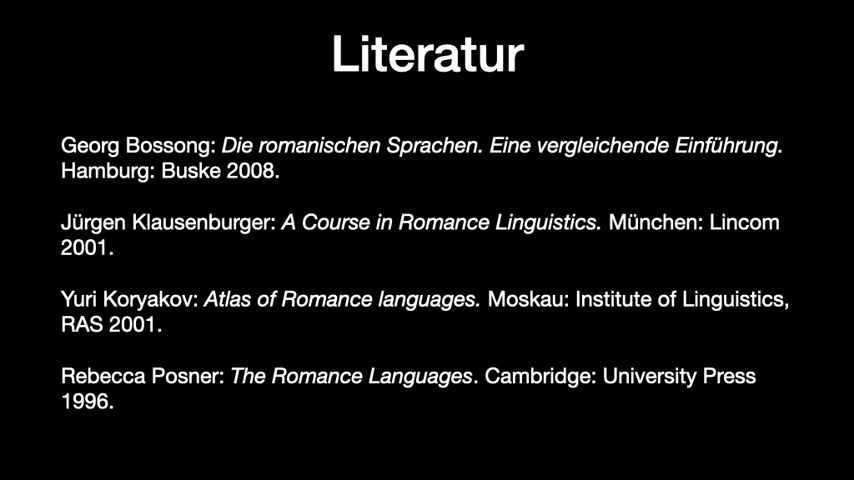 Literatur
Georg Bossong: Die romanischen Sprachen. Eine vergleichende Einführung.
Hamburg: Buske 2008.
Jürgen Klausenburger: A Course in Romance Linguistics. München: Lincom
2001.
Yuri Koryakov: Atlas of Romance languages. Moskau: Institute of Linguistics,
RAS 2001.
Rebecca Posner: The Romance Languages. Cambridge: University Press
1996.